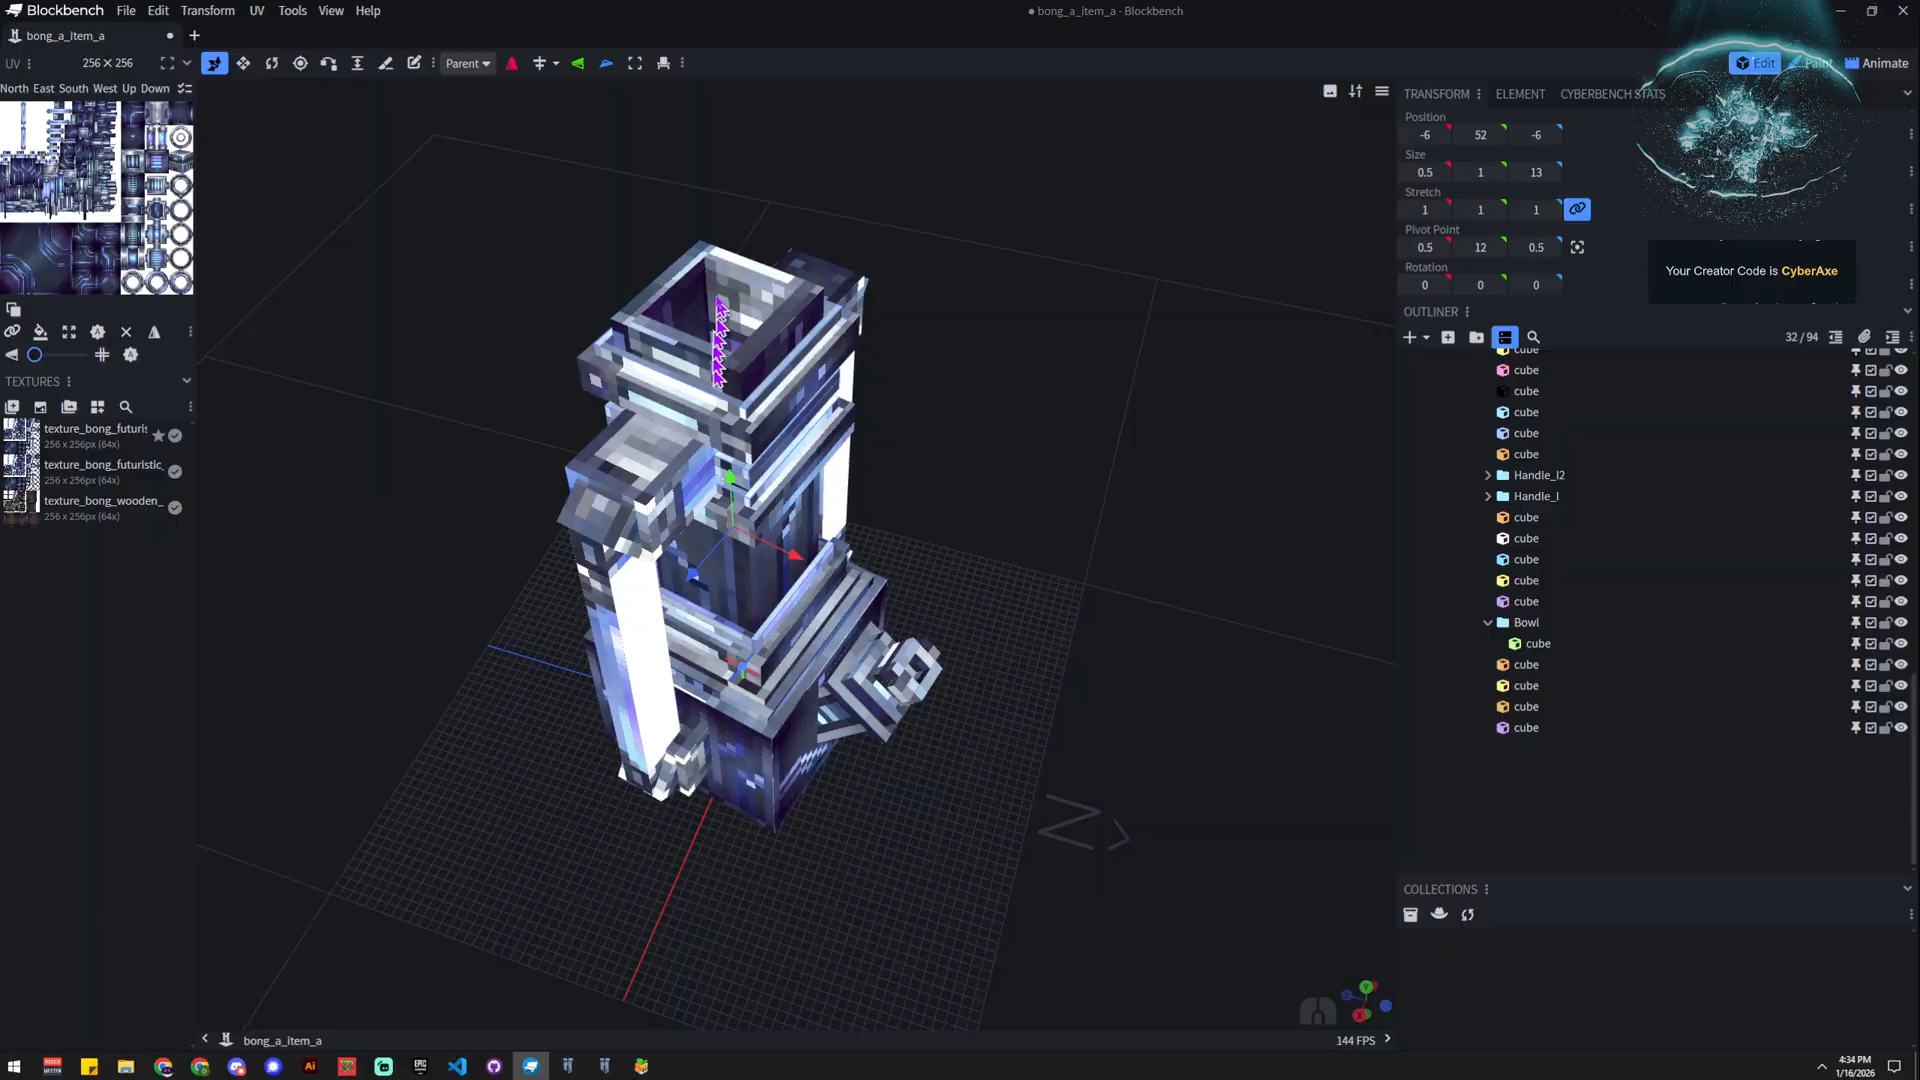 Blockbench File Edit Transform UV Tools View Help
bong_a_item_a - Blockbench
bong_a_item_a
UV 256 × 256
Parent
Edit Paint Animate
North East South West Up Down
TRANSFORM ELEMENT CYBERBENCH STATS
Position
-6 52 -6
Size
0.5 1 13
Stretch
1 1 1
Pivot Point
0.5 12 0.5
Rotation
0 0 0
Your Creator Code is CyberAxe
OUTLINER
32/94
cube
cube
cube
cube
cube
cube
Handle_l2
Handle_l
cube
cube
cube
cube
cube
Bowl
cube
cube
cube
cube
cube
TEXTURES
texture_bong_futuris
256 x 256px (64x)
texture_bong_futuristic_
256 x 256px (64x)
texture_bong_wooden_
256 x 256px (64x)
COLLECTIONS
bong_a_item_a
144 FPS
4:34 PM
1/16/2026